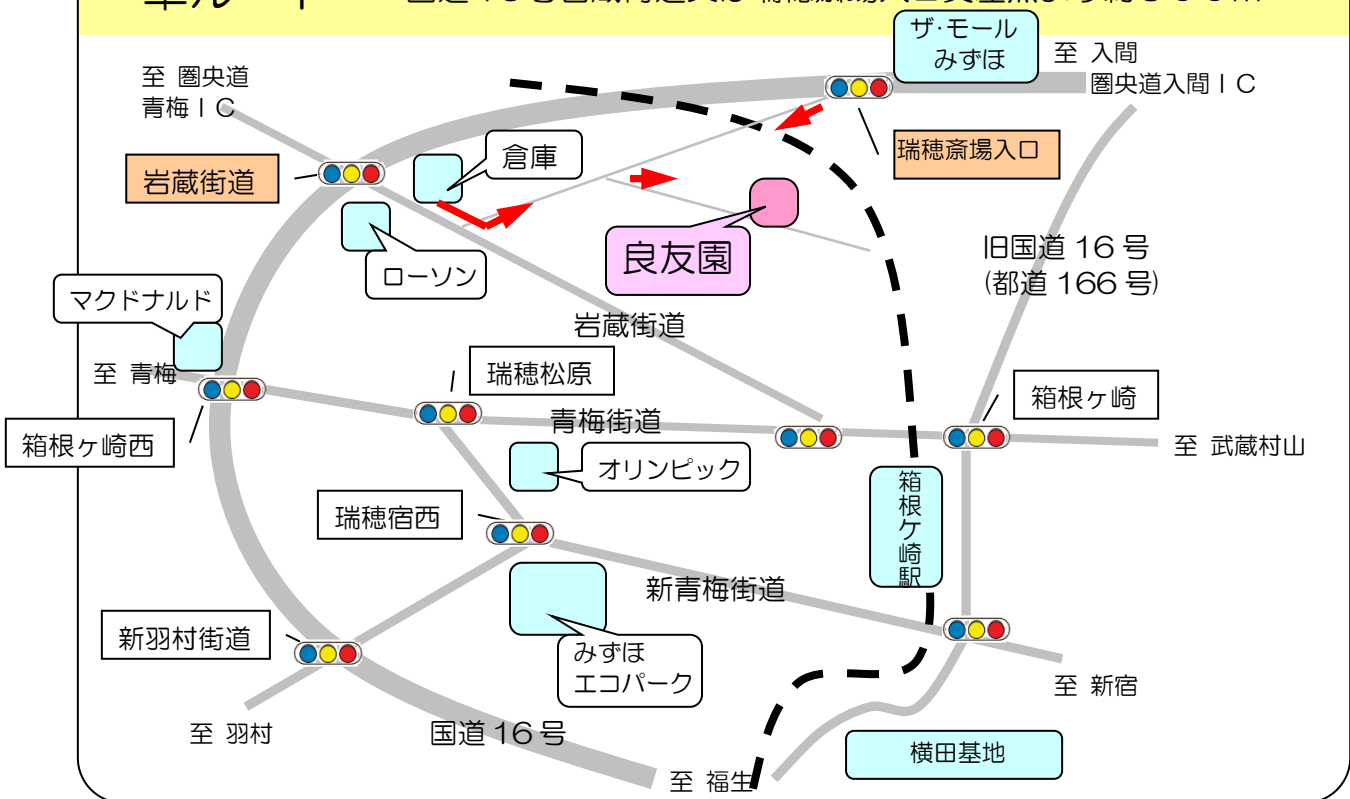 ザ･モール
みずほ
至 入間
圏央道入間ＩＣ
至 圏央道
青梅ＩＣ
瑞穂斎場入口
倉庫
岩蔵街道
良友園
旧国道 16 号
(都道 166 号)
ローソン
マクドナルド
岩蔵街道
至 青梅
瑞穂松原
箱根ヶ崎
青梅街道
箱根ヶ崎西
至 武蔵村山
オリンピック
箱根ケ崎駅
瑞穂宿西
新青梅街道
新羽村街道
みずほ
エコパーク
至 新宿
至 羽村
国道 16 号
横田基地
至 福生